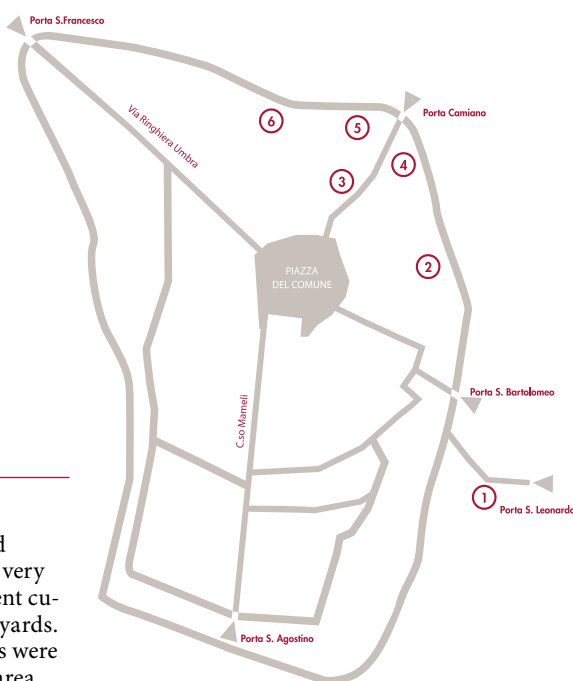 Porta S.Francesco
Porta Camiano
Via Ringhiera Umbra
6
5
4
3
2
PIAZZA
DEL COMUNE
Porta S. Bartolomeo
C.so Mameli
1
Porta S. Leonardo
Porta S. Agostino
very
ent cu-
yards.
s were
area